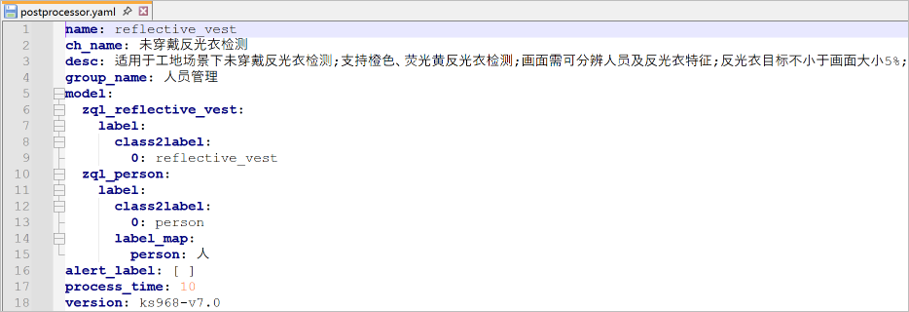 postprocessor.yaml
1 name: reflective_vest
2 ch_name: 未穿戴反光衣检测
3 desc: 适用于工地场景下未穿戴反光衣检测;支持橙色、荧光黄反光衣检测;画面需可分辨人员及反光衣特征;反光衣目标不小于画面大小5%;
4 group_name: 人员管理
5 model:
6 zql_reflective_vest:
7 label:
8 class2label:
9 0: reflective_vest
10 zql_person:
11 label:
12 class2label:
13 0: person
14 label_map:
15 person: 人
16 alert_label: [ ]
17 process_time: 10
18 version: ks968-v7.0